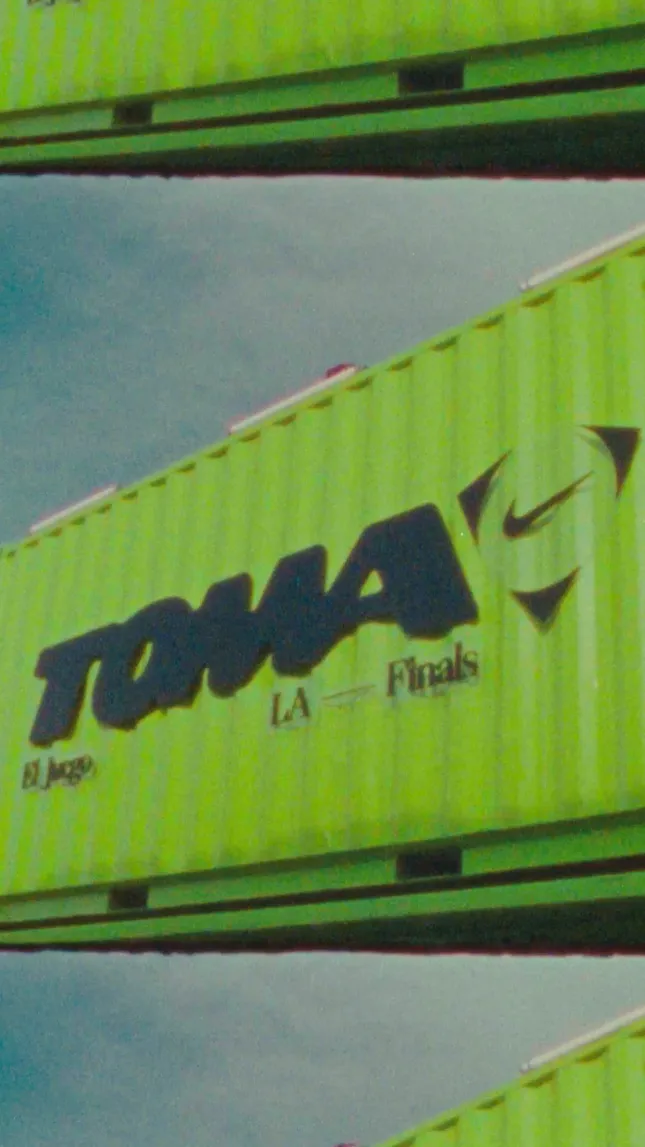 TOMA
LA — Finals
El Juego